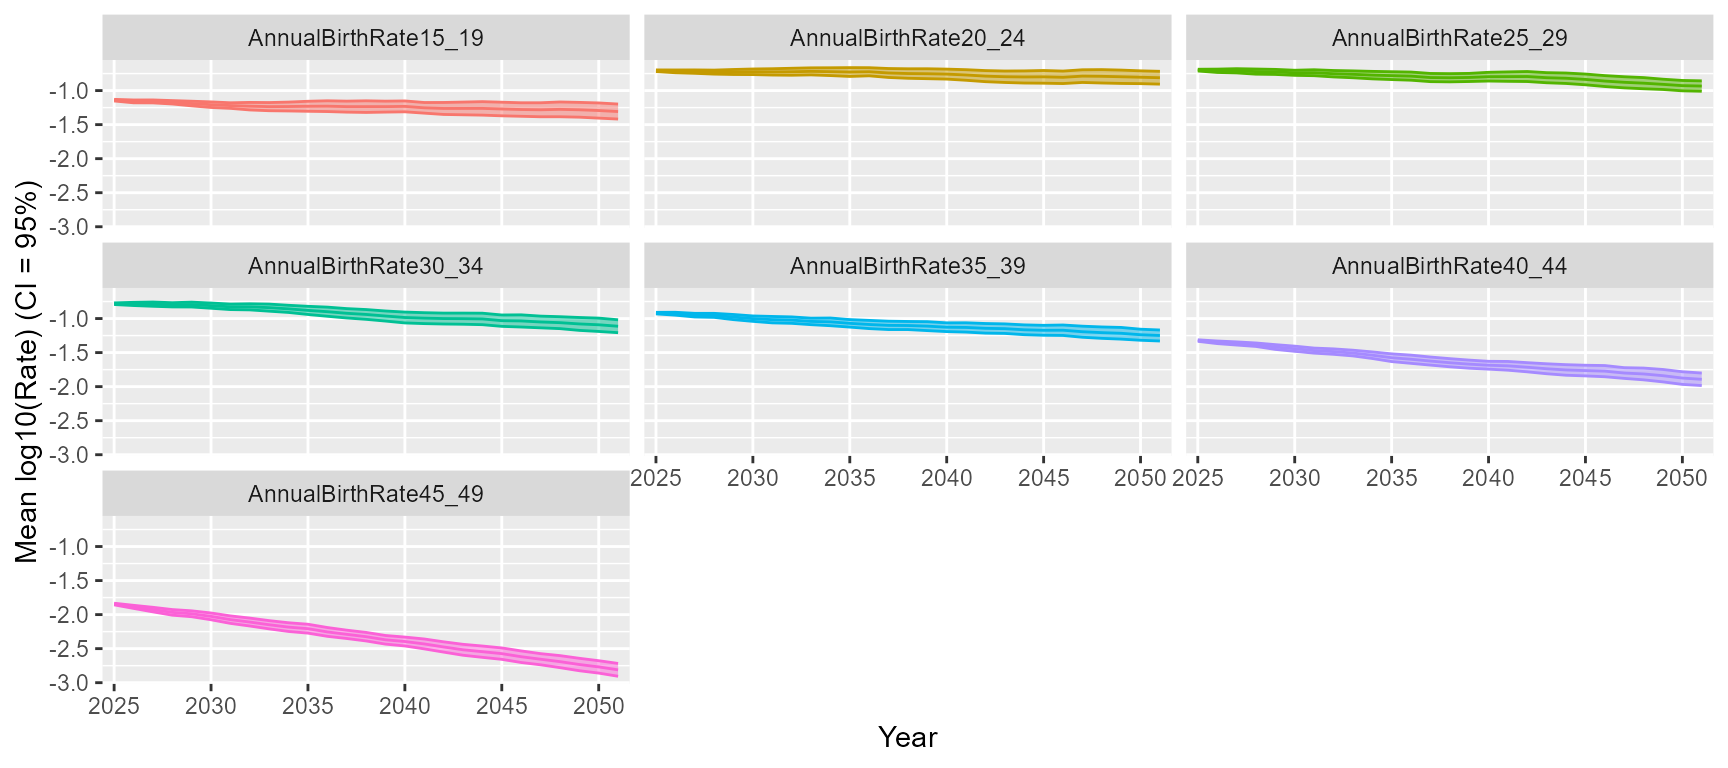 AnnualBirthRate15_19 AnnualBirthRate20_24 AnnualBirthRate25_29
-1.0
-1.5
-2.0
-2.5
-3.0
AnnualBirthRate30_34 AnnualBirthRate35_39 AnnualBirthRate40_44
-1.0
-1.5
-2.0
-2.5
-3.0
2025 2030 2035 2040 2045 2050 2025 2030 2035 2040 2045 2050
AnnualBirthRate45_49
-1.0
-1.5
-2.0
-2.5
-3.0
2025 2030 2035 2040 2045 2050
Mean log10(Rate) (CI = 95%)
Year